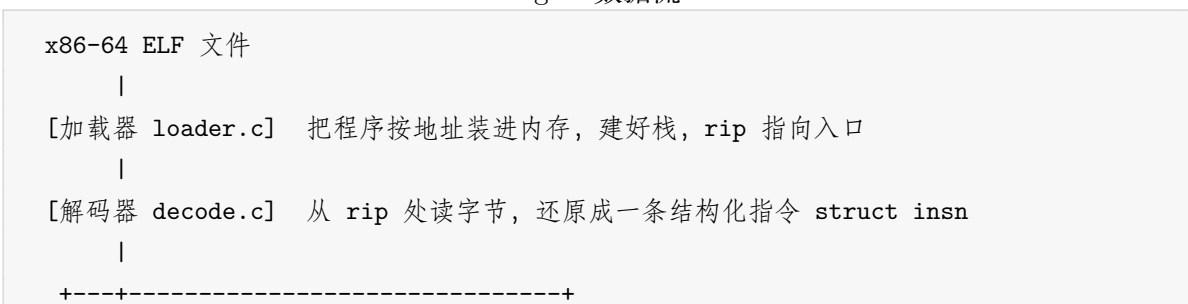 x86-64 ELF 文件
|
[加载器 loader.c] 把程序按地址装进内存，建好栈，rip 指向入口
|
[解码器 decode.c] 从 rip 处读字节，还原成一条结构化指令 struct insn
|
+---+-------------------------------+